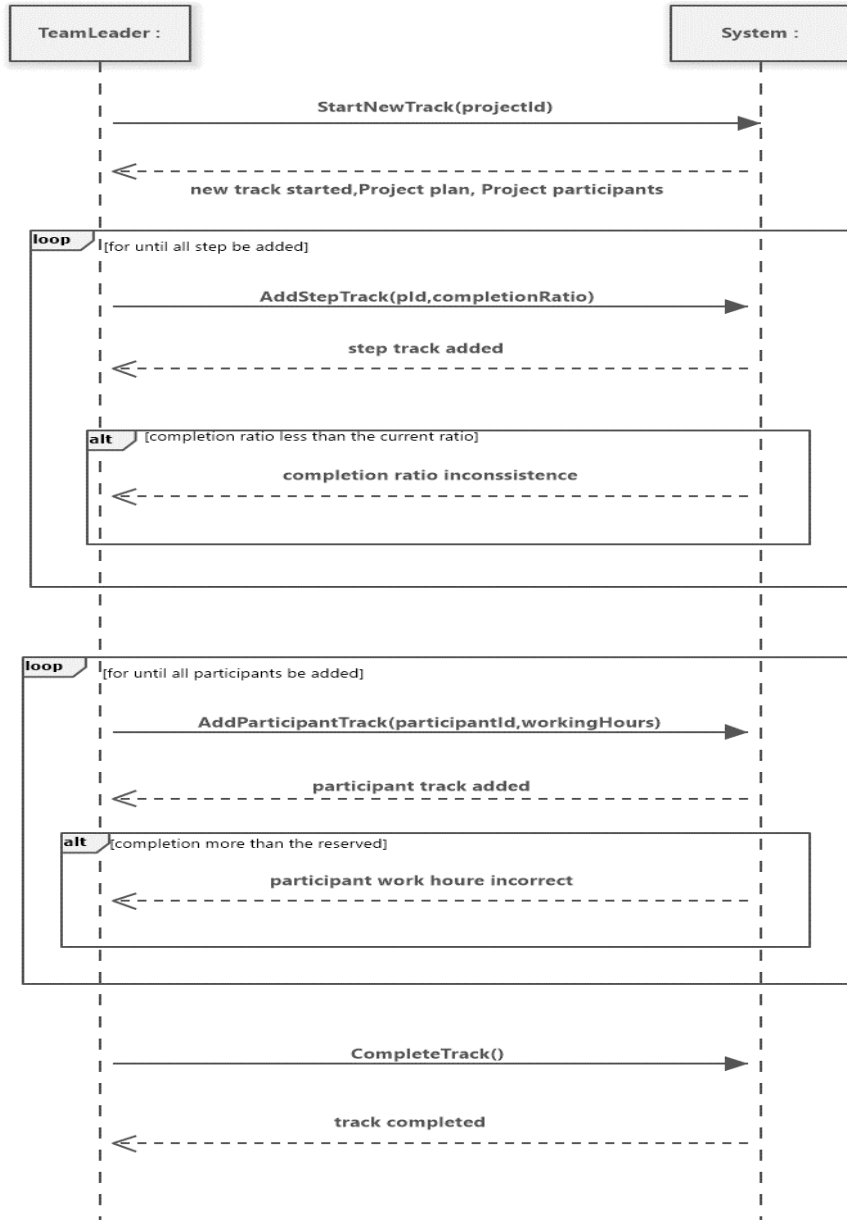 TeamLeader :
System :
StartNewTrack(projectId)
new track started,Project plan, Project participants
loop
[for until all step be added]
AddStepTrack(pId,completionRatio)
step track added
alt
[completion ratio less than the current ratio]
completion ratio inconssistence
loop
[for until all participants be added]
AddParticipantTrack(participantId,workingHours)
participant track added
alt
[completion more than the reserved]
participant work houre incorrect
CompleteTrack()
track completed